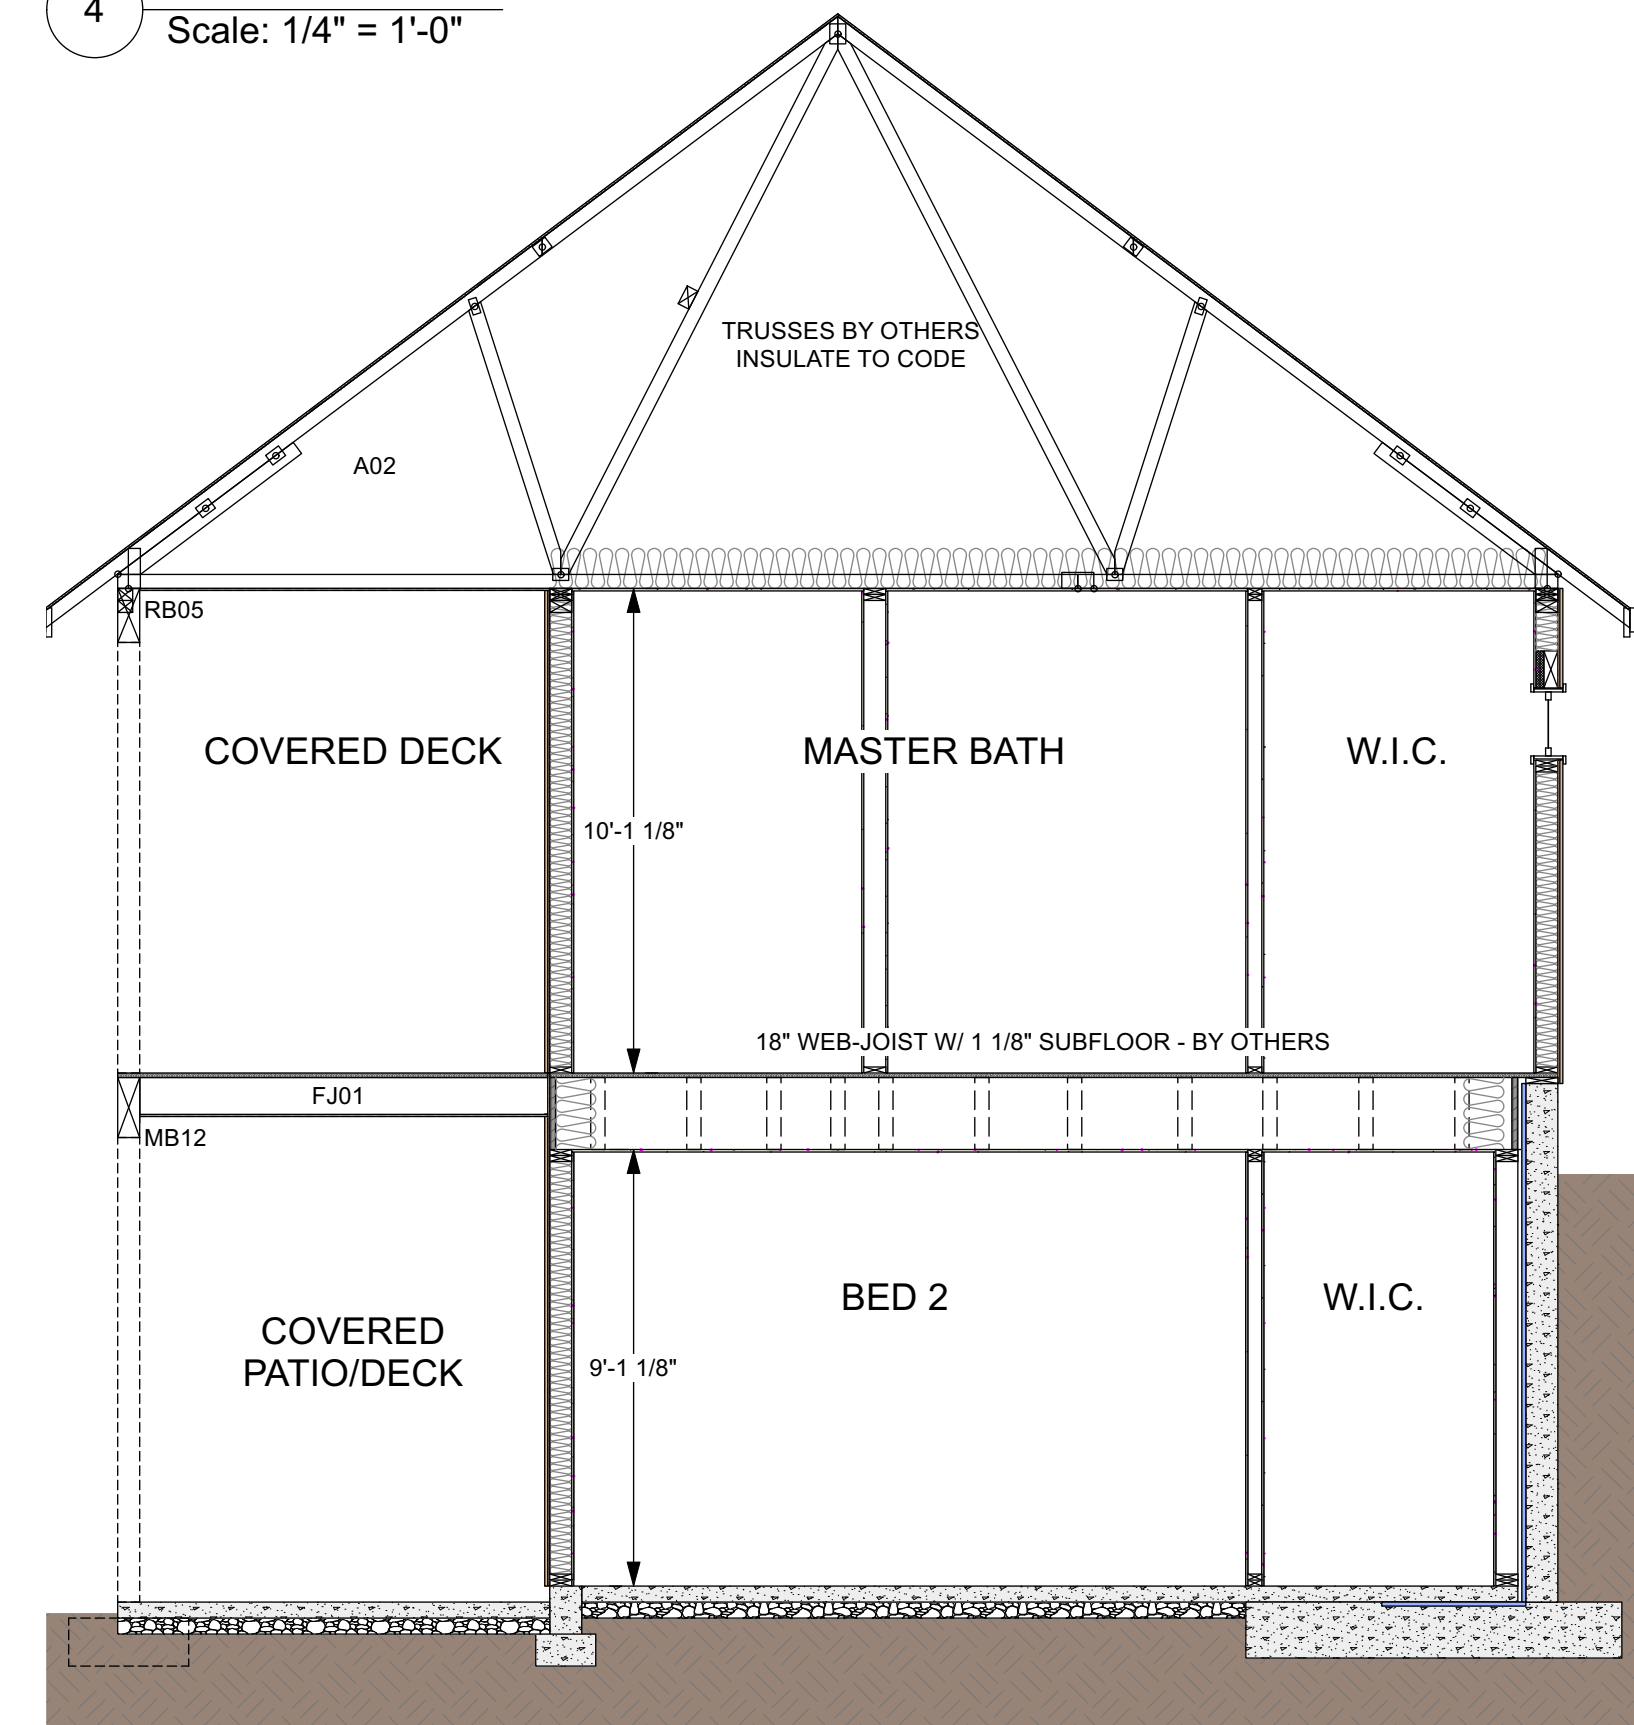 4
Scale: 1/4" = 1'-0"
TRUSSES BY OTHERS
INSULATE TO CODE
A02
RB05
COVERED DECK
MASTER BATH
W.I.C.
10'-1 1/8"
18" WEB-JOIST W/ 1 1/8" SUBFLOOR - BY OTHERS
FJ01
MB12
BED 2
W.I.C.
COVERED
PATIO/DECK
9'-1 1/8"